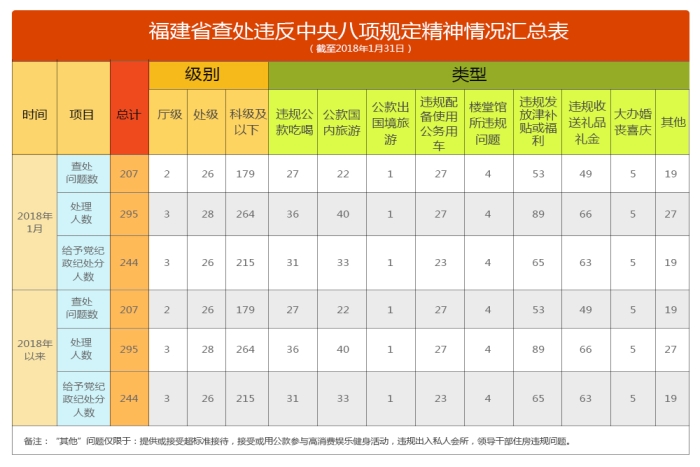 福建省查处违反中央八项规定精神情况汇总表
（截至2018年1月31日）
时间 项目 总计 级别 类型
厅级 处级 科级及以下 违规公款吃喝 公款国内旅游 公款出国境旅游 违规配备使用公务用车 楼堂馆所违规问题 违规发放津补贴或福利 违规收送礼品礼金 大办婚丧喜庆 其他
2018年1月 查处问题数 207 2 26 179 27 22 1 27 4 53 49 5 19
处理人数 295 3 28 264 36 40 1 27 4 89 66 5 27
给予党纪政纪处分人数 244 3 26 215 31 33 1 23 4 65 63 5 19
2018年以来 查处问题数 207 2 26 179 27 22 1 27 4 53 49 5 19
处理人数 295 3 28 264 36 40 1 27 4 89 66 5 27
给予党纪政纪处分人数 244 3 26 215 31 33 1 23 4 65 63 5 19
备注：“其他”问题仅限于：提供或接受超标准接待，接受或用公款参与高消费娱乐健身活动，违规出入私人会所，领导干部住房违规问题。